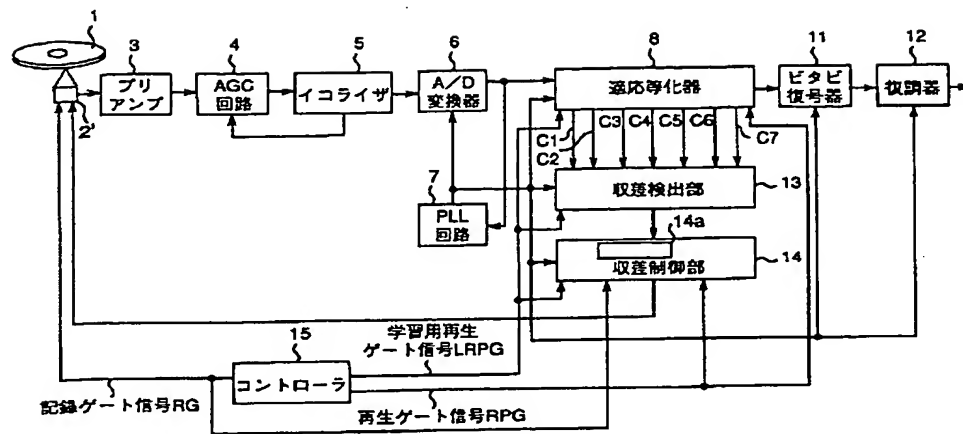 1
2'
3
プリ
アンプ
4
AGC
回路
5
イコライザ
6
A/D
変換器
7
PLL
回路
8
適応等化器
11
ビタビ
復号器
12
復調器
C1
C2
C3
C4
C5
C6
C7
収差検出部
13
14a
収差制御部
14
15
コントローラ
学習用再生
ゲート信号LRPG
記録ゲート信号RG
再生ゲート信号RPG